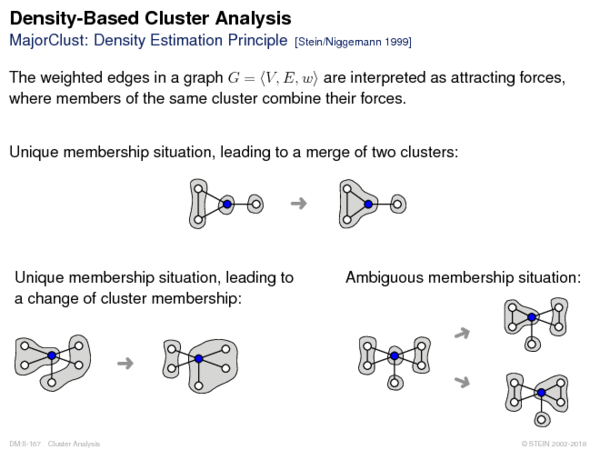 Density-Based Cluster Analysis
MajorClust: Density Estimation Principle [Stein/Niggemann 1999]
The weighted edges in a graph G = ⟨V, E, w⟩ are interpreted as attracting forces,
where members of the same cluster combine their forces.
Unique membership situation, leading to a merge of two clusters:
Unique membership situation, leading to
a change of cluster membership:
Ambiguous membership situation:
DM:II-167 Cluster Analysis
© STEIN 2002-2018